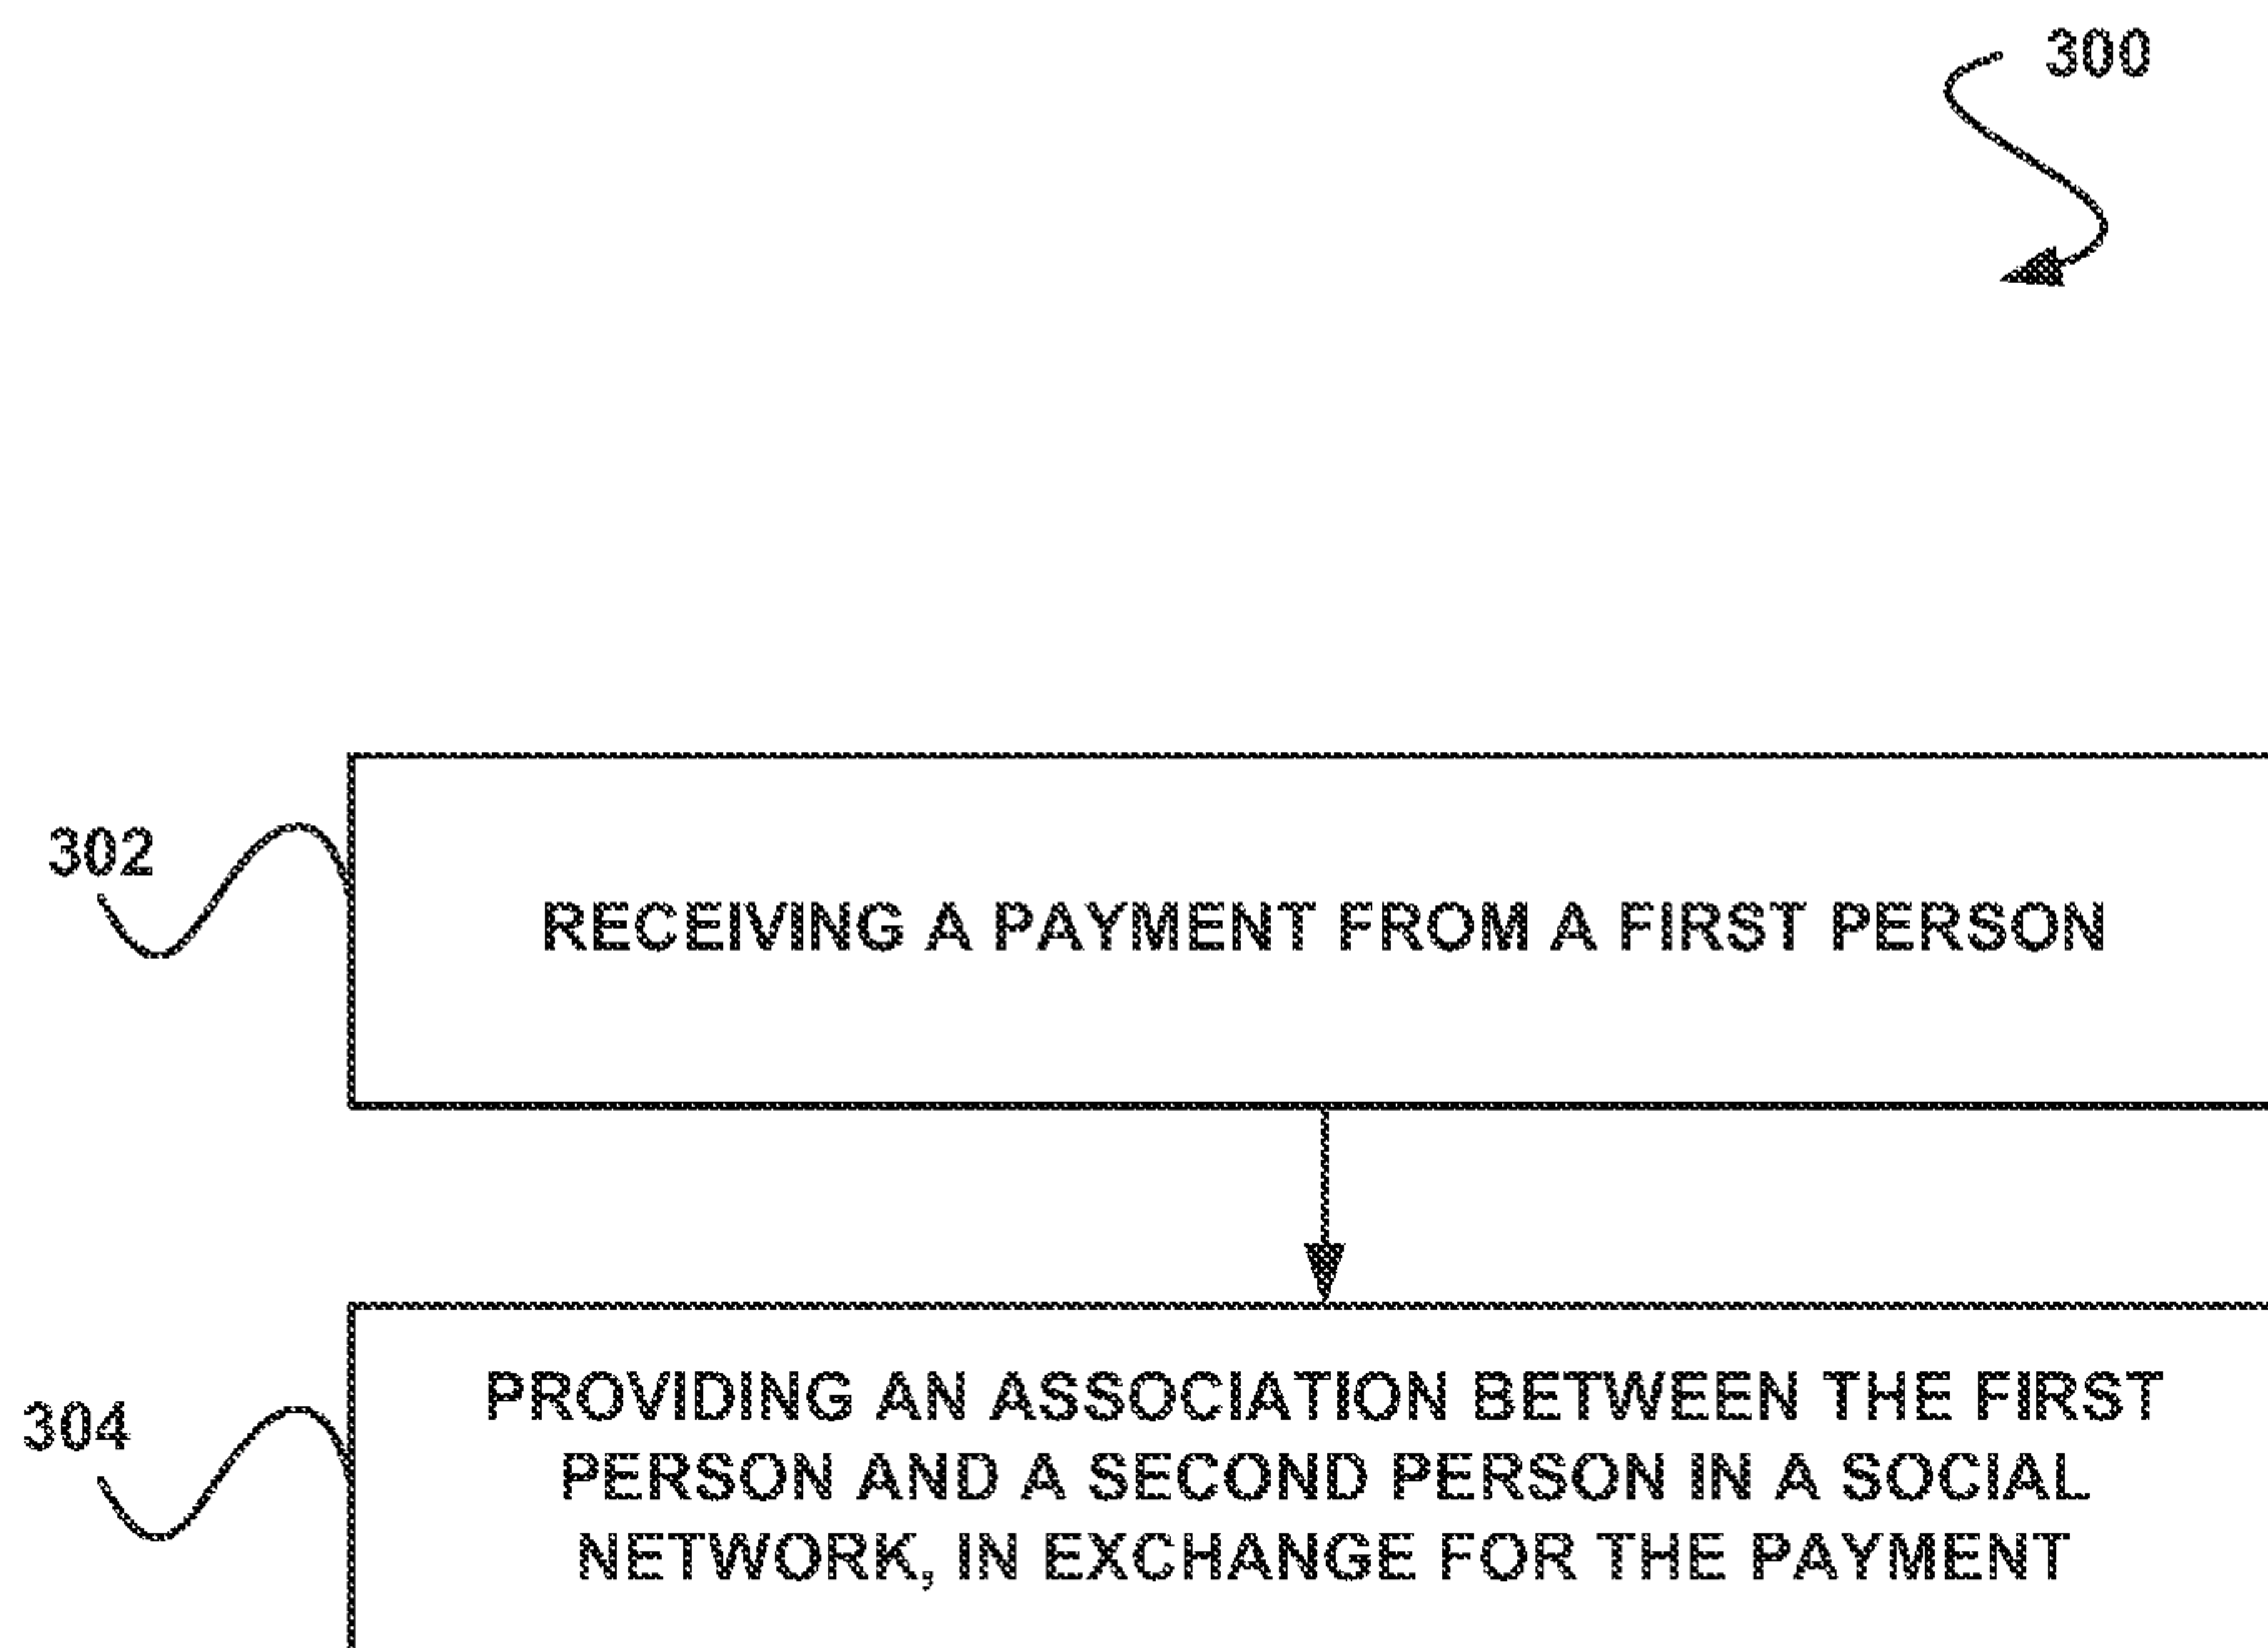 300
302
RECEIVING A PAYMENT FROM A FIRST PERSON
304
PROVIDING AN ASSOCIATION BETWEEN THE FIRST
PERSON AND A SECOND PERSON IN A SOCIAL
NETWORK, IN EXCHANGE FOR THE PAYMENT